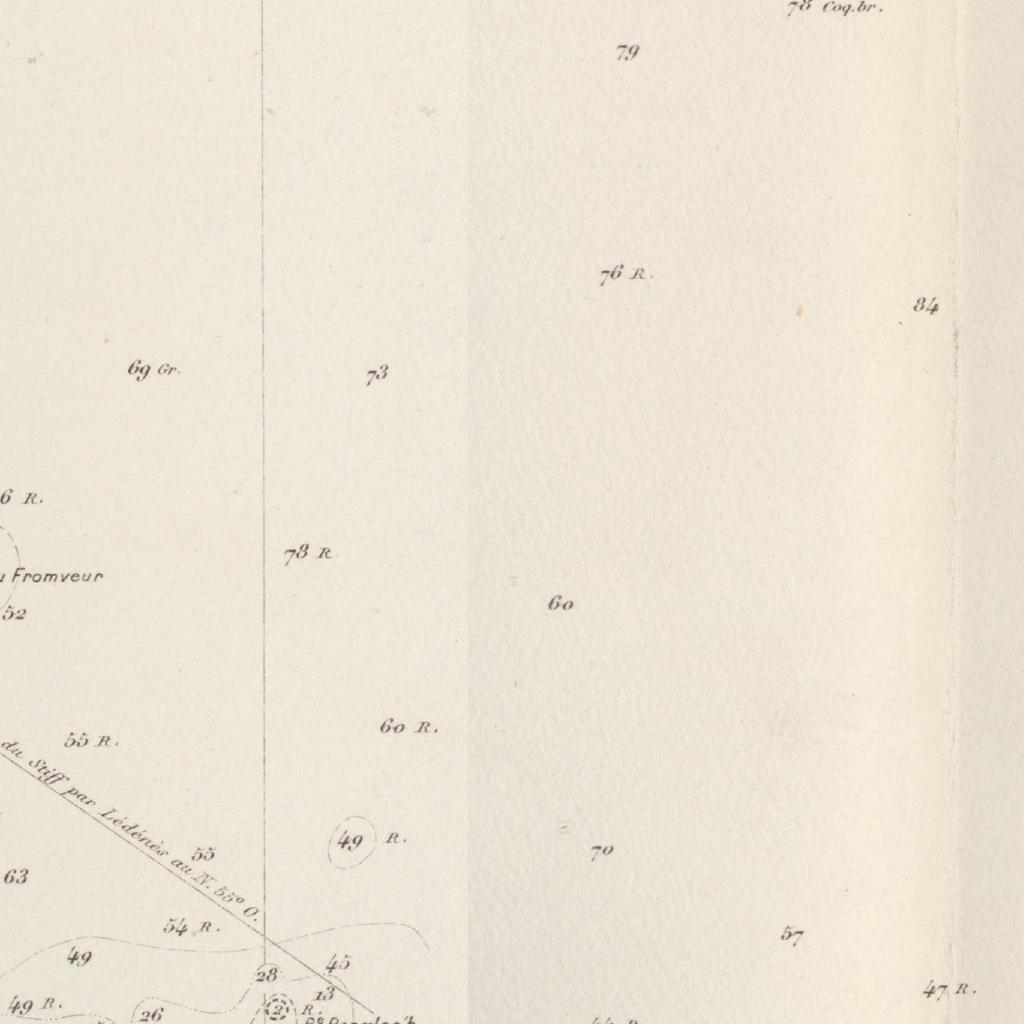 78 Coq.br.
79
76 R.
84
69 Gr.
73
6 R.
78 R
Fromveur
60
52
60 R.
55 R.
du Stiff par Lédénès au N. 55° O.
49 R.
55
70
63
54 R.
57
49
45
28
47 R.
13
49 R.
2 R.
26